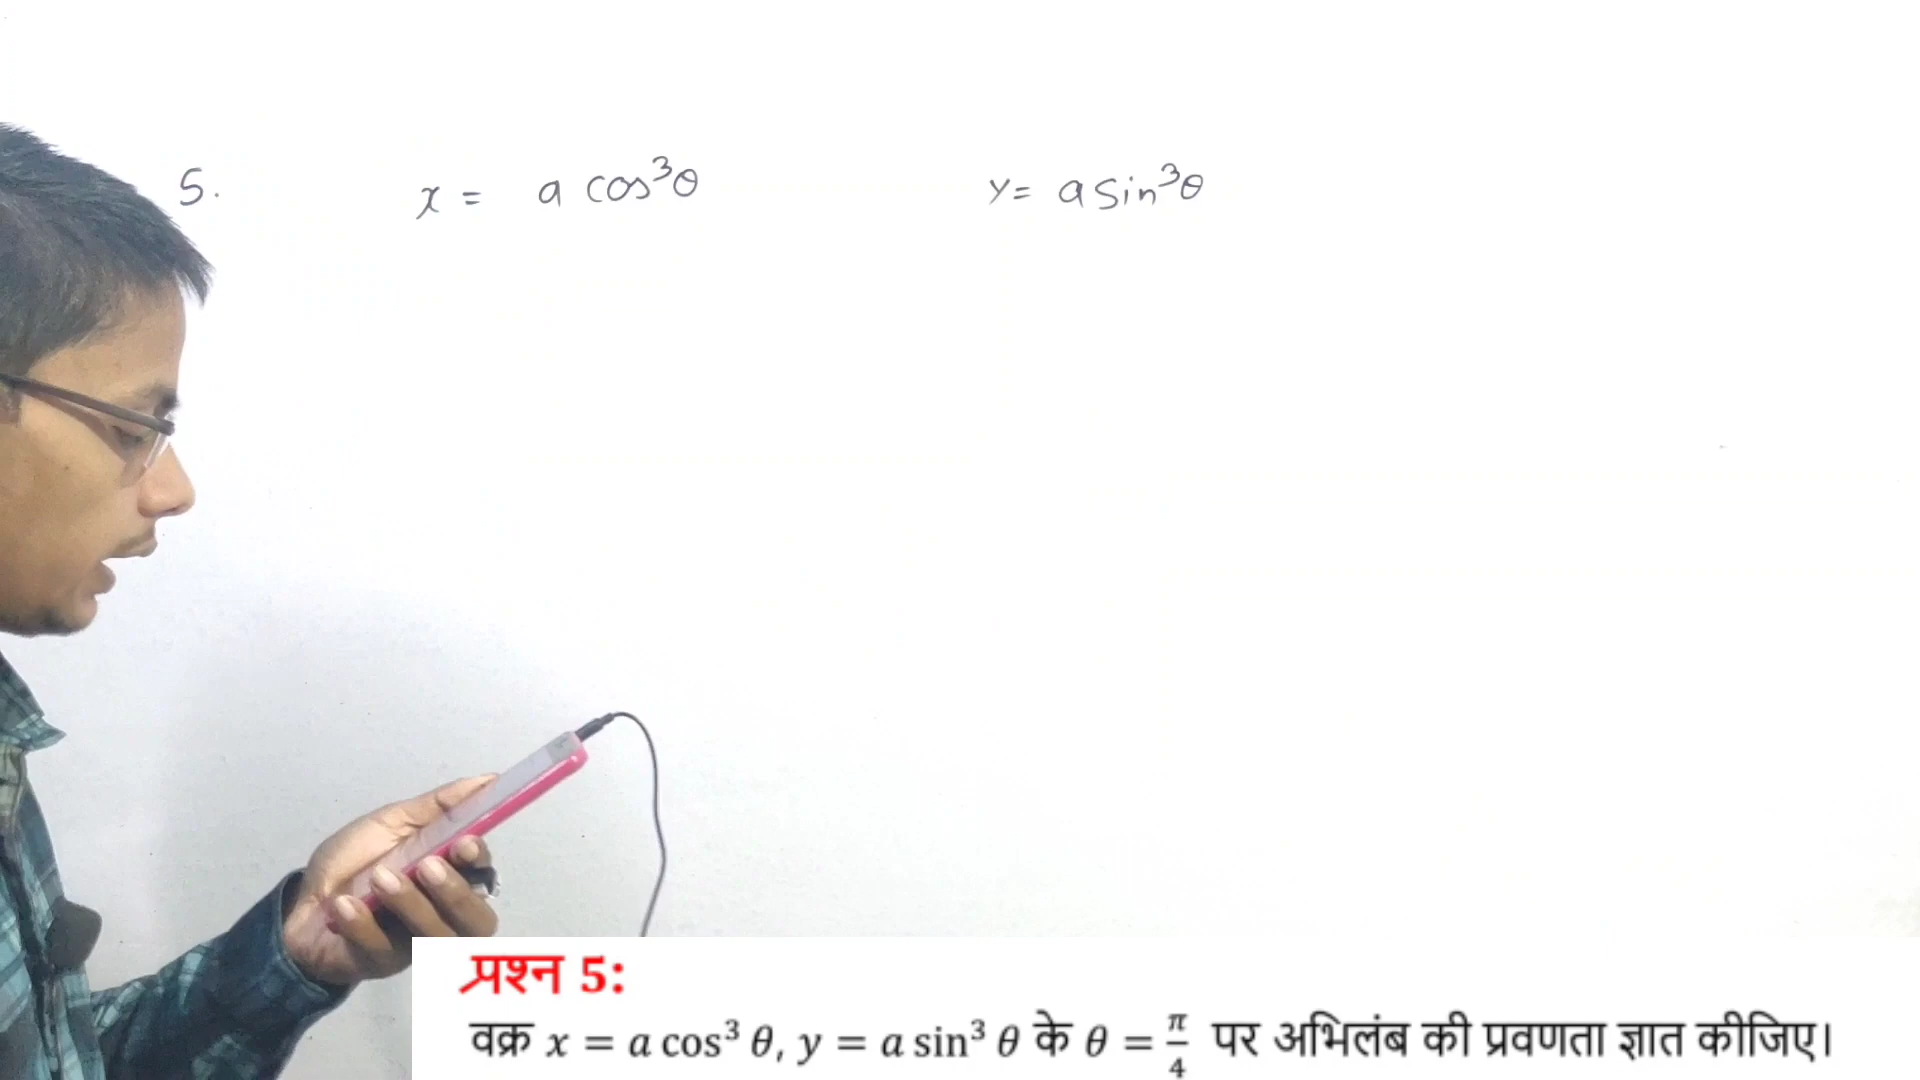 5. x = a cos³θ y = a sin³θ
प्रश्न 5:
वक्र x = a cos³ θ, y = a sin³ θ के θ = π/4 पर अभिलंब की प्रवणता ज्ञात कीजिए।